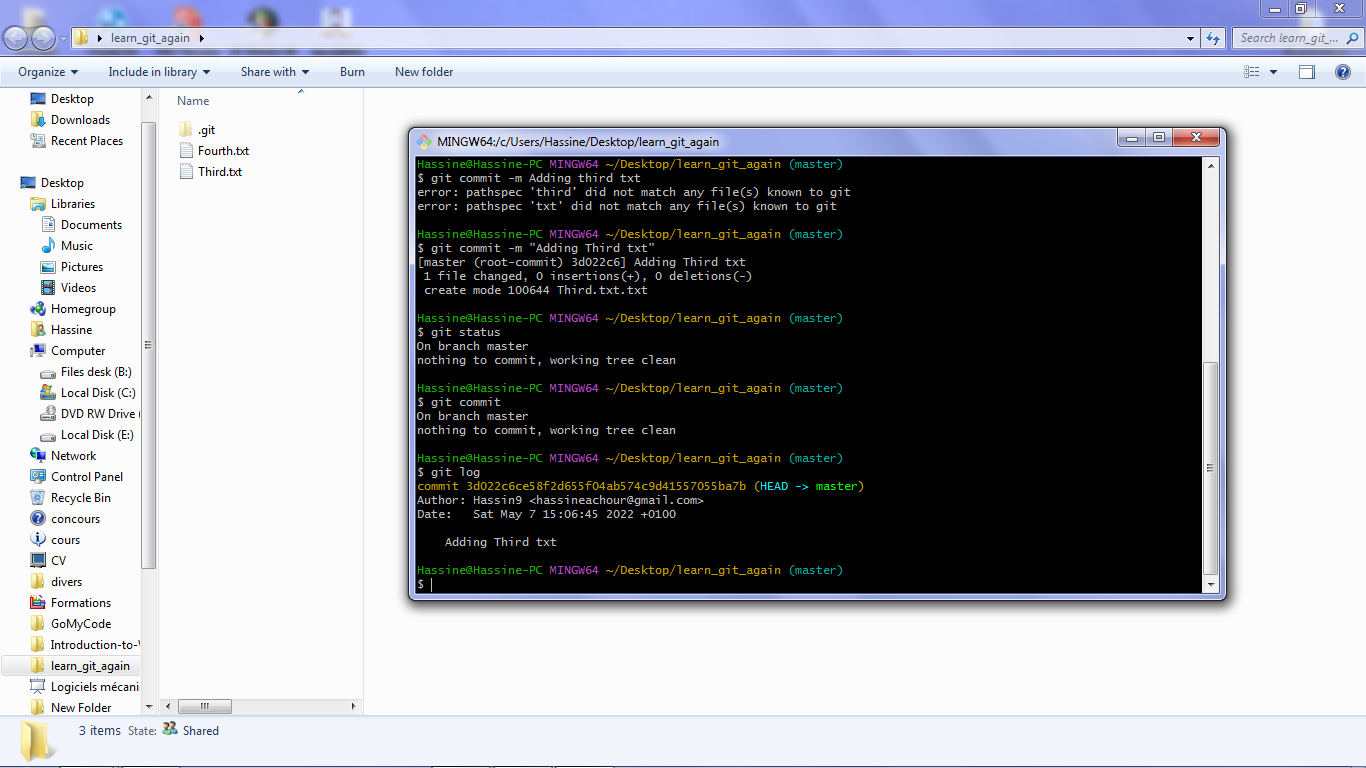 learn_git_again
Search learn_git_...
Organize
Include in library
Share with
Burn
New folder
Desktop
Downloads
Recent Places
Desktop
Libraries
Documents
Music
Pictures
Videos
Homegroup
Hassine
Computer
Files desk (B:)
Local Disk (C:)
DVD RW Drive (
Local Disk (E:)
Network
Control Panel
Recycle Bin
concours
cours
CV
divers
Formations
GoMyCode
Introduction-to-
learn_git_again
Logiciels mécani
New Folder
Name
.git
Fourth.txt
Third.txt
MINGW64:/c/Users/Hassine/Desktop/learn_git_again
Hassine@Hassine-PC MINGW64 ~/Desktop/learn_git_again (master)
$ git commit -m Adding third txt
error: pathspec 'third' did not match any file(s) known to git
error: pathspec 'txt' did not match any file(s) known to git
Hassine@Hassine-PC MINGW64 ~/Desktop/learn_git_again (master)
$ git commit -m "Adding Third txt"
[master (root-commit) 3d022c6] Adding Third txt
1 file changed, 0 insertions(+), 0 deletions(-)
create mode 100644 Third.txt.txt
Hassine@Hassine-PC MINGW64 ~/Desktop/learn_git_again (master)
$ git status
On branch master
nothing to commit, working tree clean
Hassine@Hassine-PC MINGW64 ~/Desktop/learn_git_again (master)
$ git commit
On branch master
nothing to commit, working tree clean
Hassine@Hassine-PC MINGW64 ~/Desktop/learn_git_again (master)
$ git log
commit 3d022c6ce58f2d655f04ab574c9d41557055ba7b (HEAD -> master)
Author: Hassin9 <hassineachour@gmail.com>
Date: Sat May 7 15:06:45 2022 +0100
Adding Third txt
Hassine@Hassine-PC MINGW64 ~/Desktop/learn_git_again (master)
$
3 items State: Shared